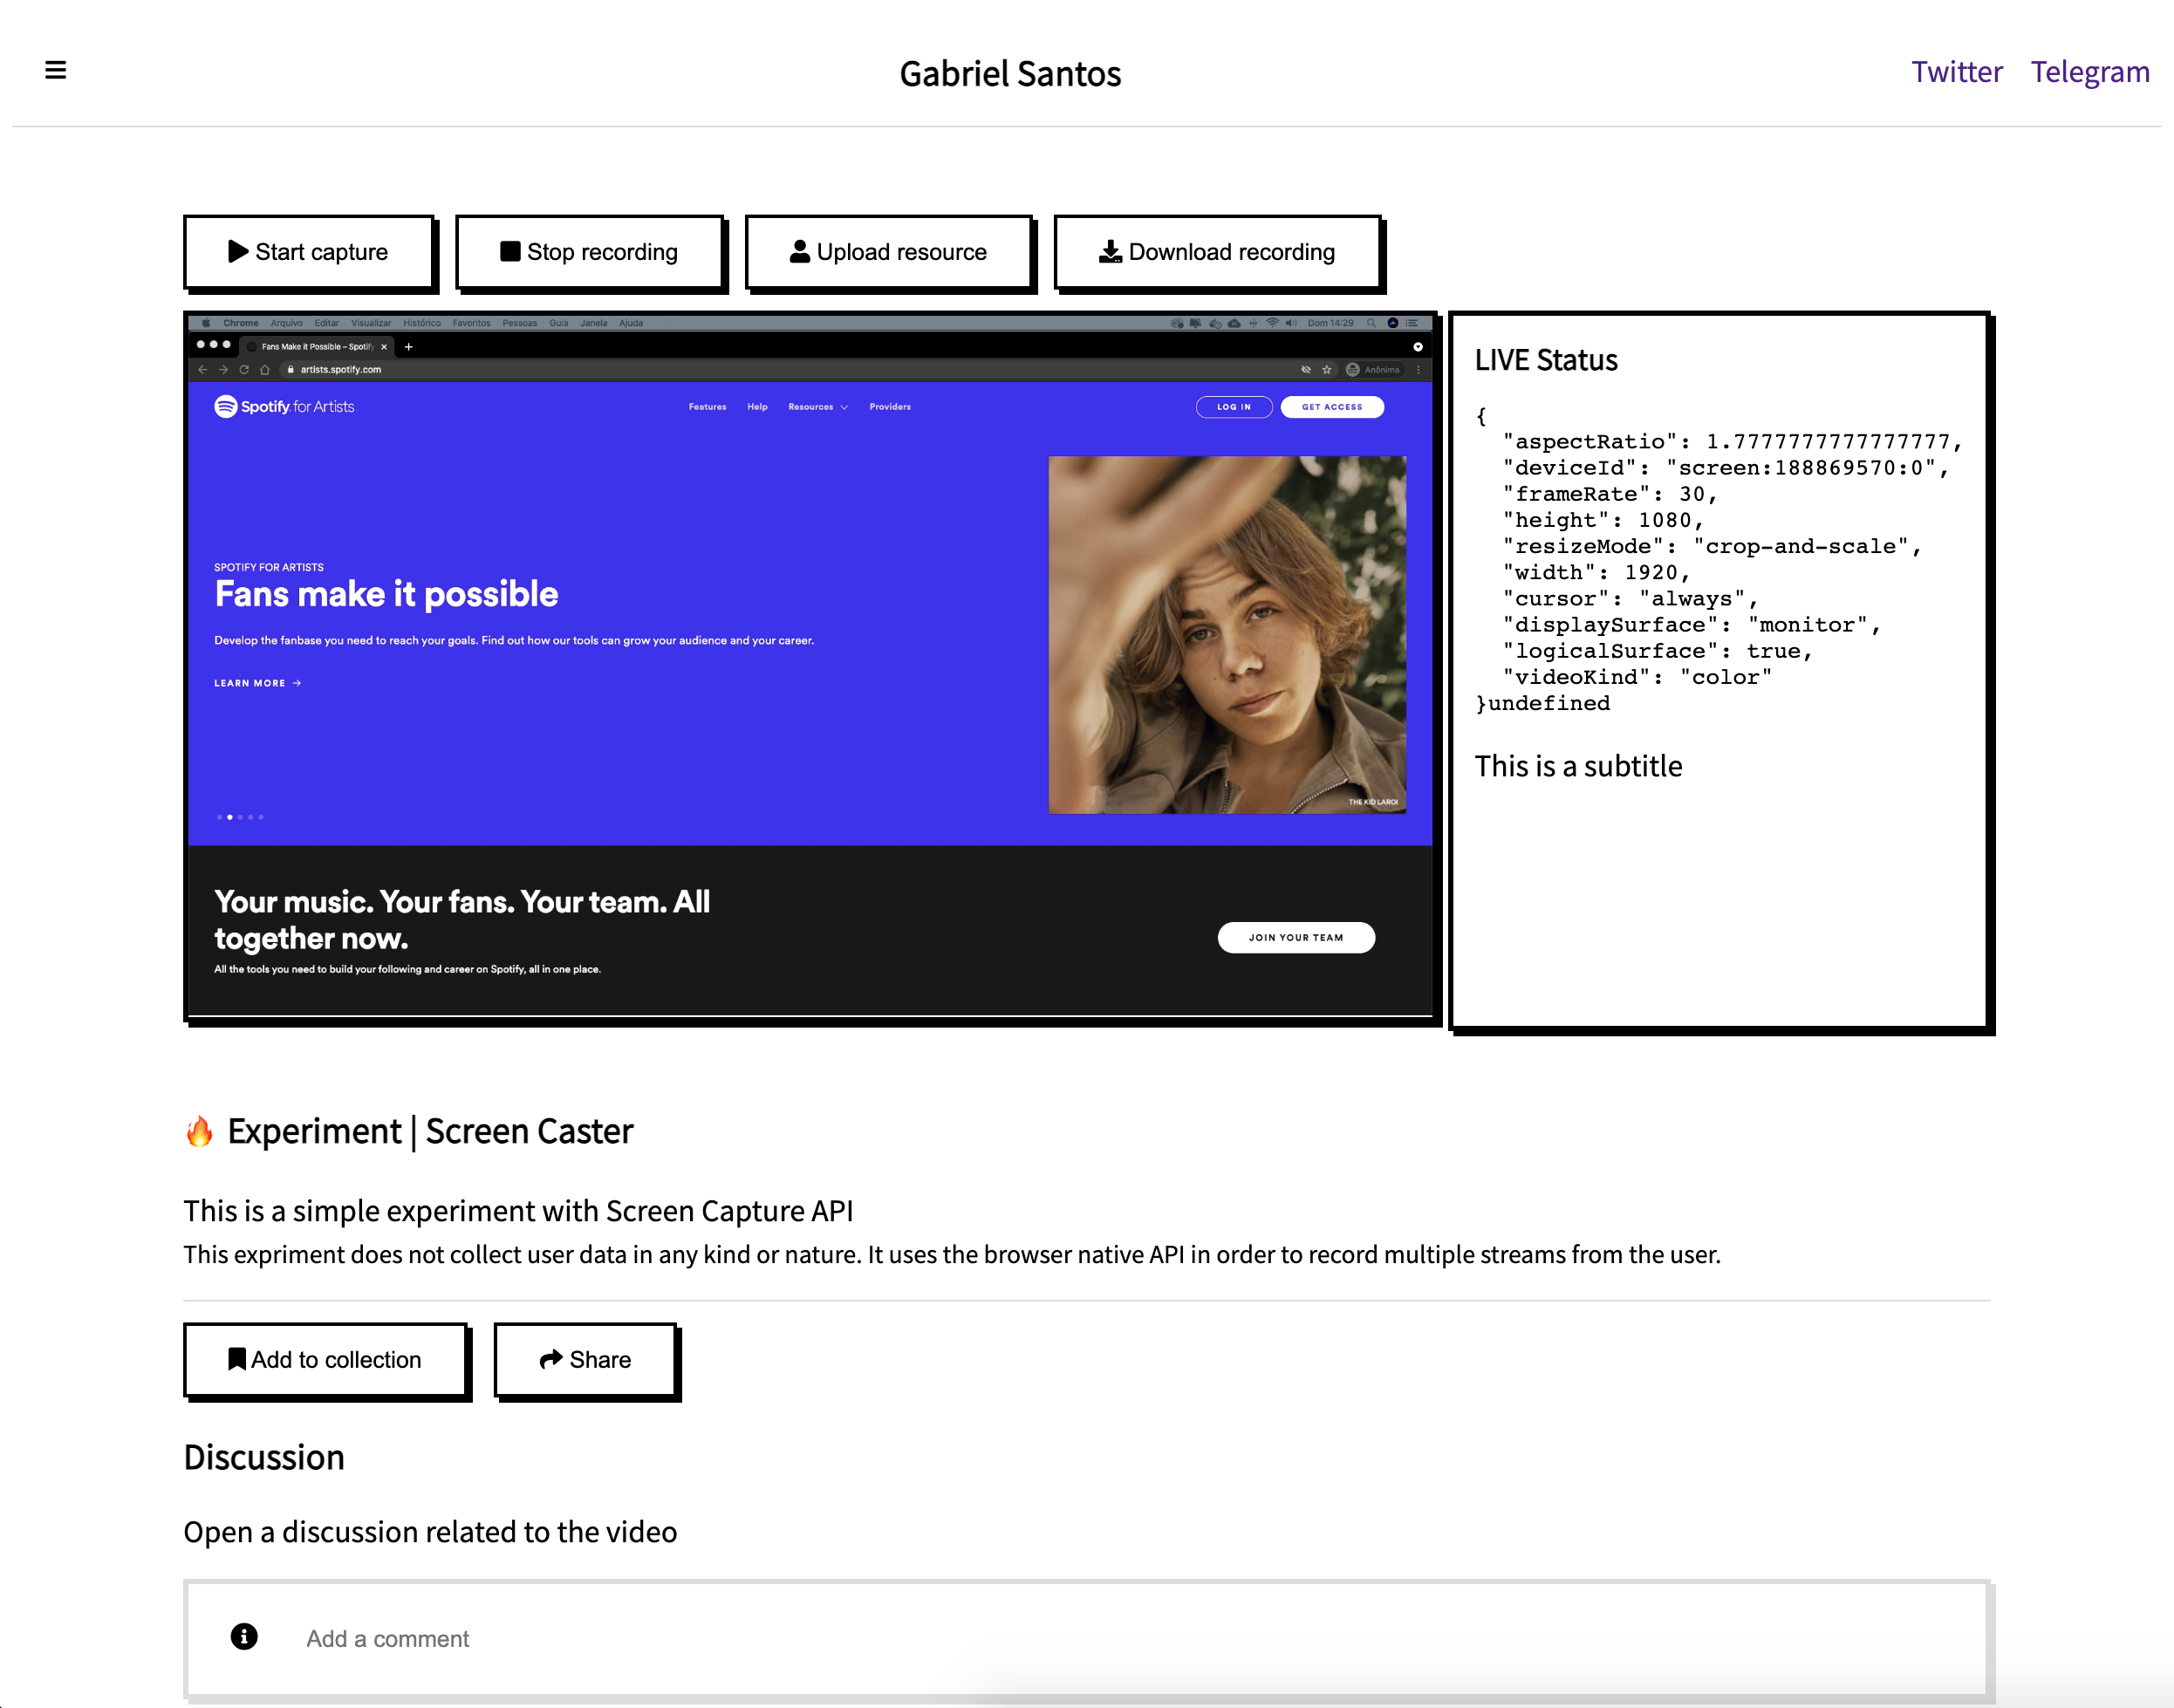 Gabriel Santos
Twitter Telegram
Start capture
Stop recording
Upload resource
Download recording
Chrome Arquivo Editar Visualizar Histórico Favoritos Pessoas Guia Janela Ajuda
Dom 14:29
Fans Make it Possible – Spotify
artists.spotify.com
Anônima
Spotify for Artists
Features Help Resources Providers
LOG IN
GET ACCESS
SPOTIFY FOR ARTISTS
Fans make it possible
Develop the fanbase you need to reach your goals. Find out how our tools can grow your audience and your career.
LEARN MORE →
THE KID LAROI
Your music. Your fans. Your team. All
together now.
All the tools you need to build your following and career on Spotify, all in one place.
JOIN YOUR TEAM
LIVE Status
{
"aspectRatio": 1.7777777777777777,
"deviceId": "screen:188869570:0",
"frameRate": 30,
"height": 1080,
"resizeMode": "crop-and-scale",
"width": 1920,
"cursor": "always",
"displaySurface": "monitor",
"logicalSurface": true,
"videoKind": "color"
}undefined
This is a subtitle
🔥 Experiment | Screen Caster
This is a simple experiment with Screen Capture API
This expriment does not collect user data in any kind or nature. It uses the browser native API in order to record multiple streams from the user.
Add to collection
Share
Discussion
Open a discussion related to the video
Add a comment